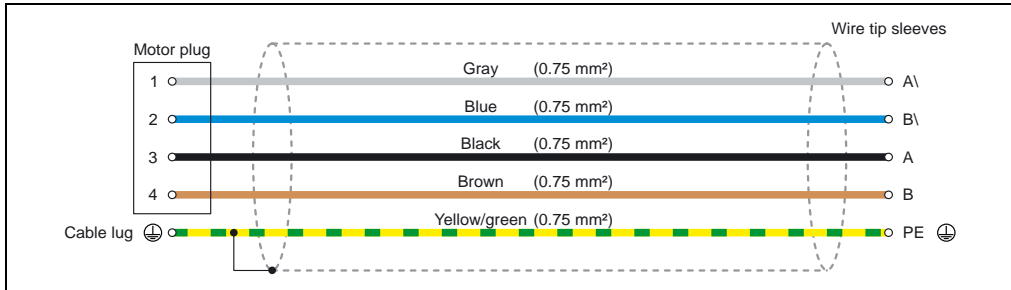 Wire tip sleeves
Motor plug
1 Gray (0.75 mm²) A\
2 Blue (0.75 mm²) B\
3 Black (0.75 mm²) A
4 Brown (0.75 mm²) B
Cable lug Yellow/green (0.75 mm²) PE